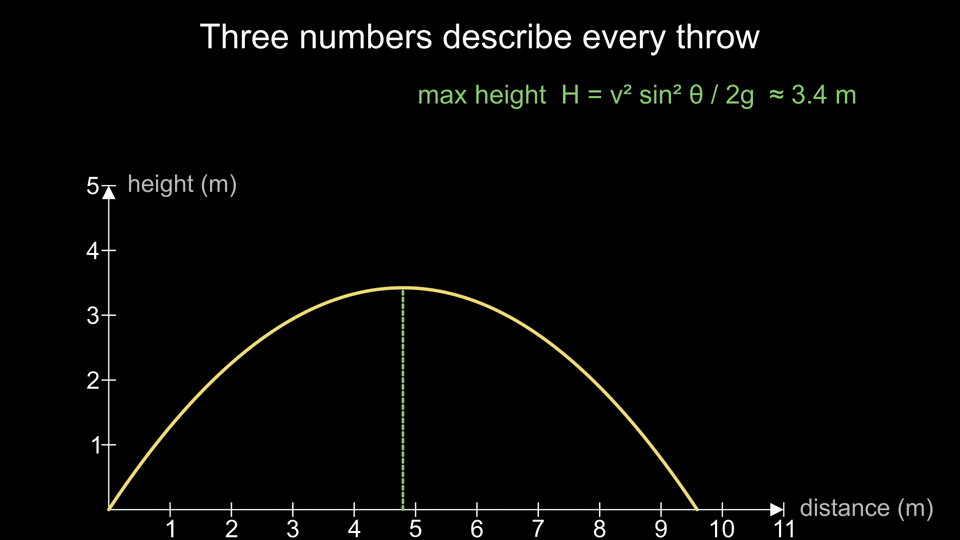 Three numbers describe every throw
max height  H = v² sin² θ / 2g  ≈ 3.4 m
5
height (m)
4
3
2
1
distance (m)
1 2 3 4 5 6 7 8 9 10 11